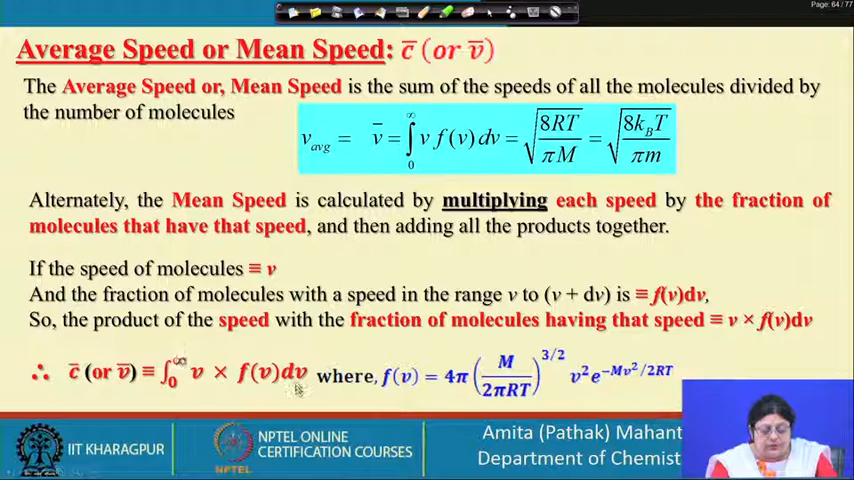 Page: 64 / 77
Average Speed or Mean Speed: c̅ (or v̅)
The Average Speed or, Mean Speed is the sum of the speeds of all the molecules divided by
the number of molecules
v_avg = v̅ = ∫₀^∞ v f(v) dv = √(8RT/πM) = √(8k_BT/πm)
Alternately, the Mean Speed is calculated by multiplying each speed by the fraction of
molecules that have that speed, and then adding all the products together.
If the speed of molecules ≡ v
And the fraction of molecules with a speed in the range v to (v + dv) is ≡ f(v)dv,
So, the product of the speed with the fraction of molecules having that speed ≡ v × f(v)dv
∴ c̅ (or v̅) ≡ ∫₀^∞ v × f(v)dv where, f(v) = 4π(M/2πRT)^3/2 v² e^−Mv²/2RT
IIT KHARAGPUR
NPTEL
NPTEL ONLINE
CERTIFICATION COURSES
Amita (Pathak) Mahant
Department of Chemist